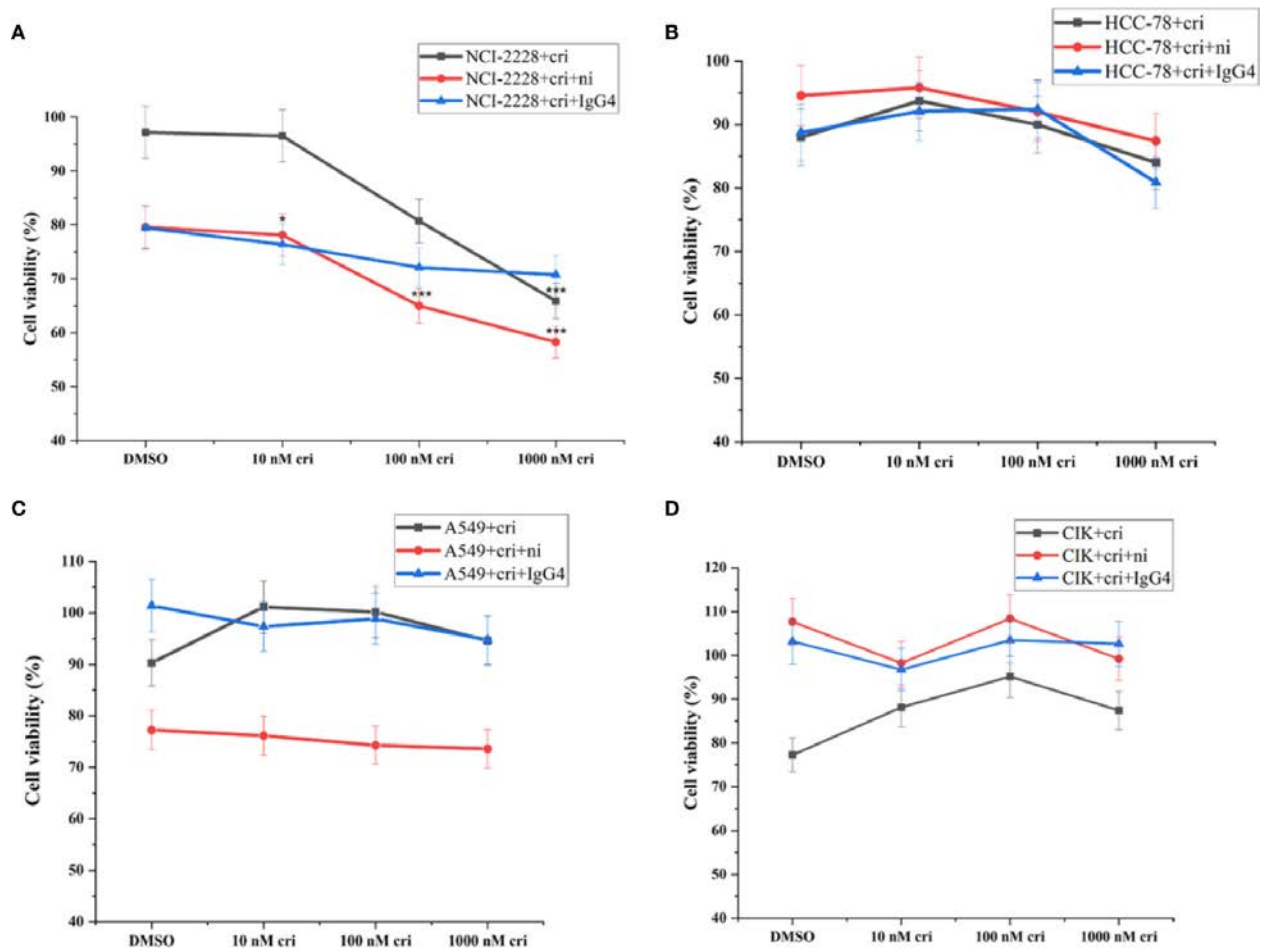 A
NCI-2228+cri
NCI-2228+cri+ni
NCI-2228+cri+IgG4
Cell viability (%)
100
90
80
70
60
50
40
*
***
***
***
DMSO
10 nM cri
100 nM cri
1000 nM cri
B
HCC-78+cri
HCC-78+cri+ni
HCC-78+cri+IgG4
Cell viability (%)
100
90
80
70
60
50
40
DMSO
10 nM cri
100 nM cri
1000 nM cri
C
A549+cri
A549+cri+ni
A549+cri+IgG4
Cell viability (%)
110
100
90
80
70
60
50
40
DMSO
10 nM cri
100 nM cri
1000 nM cri
D
CIK+cri
CIK+cri+ni
CIK+cri+IgG4
Cell viability (%)
120
110
100
90
80
70
60
50
40
DMSO
10 nM cri
100 nM cri
1000 nM cri